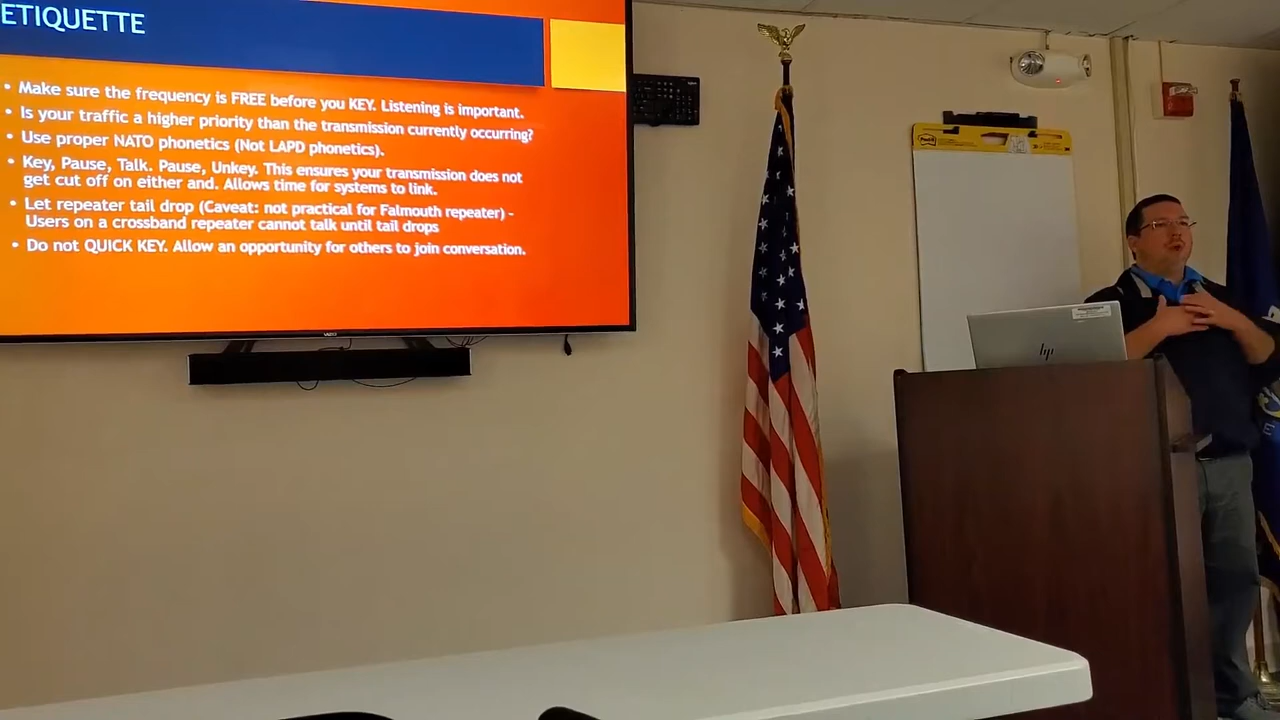 ETIQUETTE
• Make sure the frequency is FREE before you KEY. Listening is important.
• Is your traffic a higher priority than the transmission currently occurring?
• Use proper NATO phonetics (Not LAPD phonetics).
• Key, Pause, Talk. Pause, Unkey. This ensures your transmission does not
get cut off on either and. Allows time for systems to link.
• Let repeater tail drop (Caveat: not practical for Falmouth repeater) -
Users on a crossband repeater cannot talk until tail drops
• Do not QUICK KEY. Allow an opportunity for others to join conversation.
VIZIO
Post-it
hp